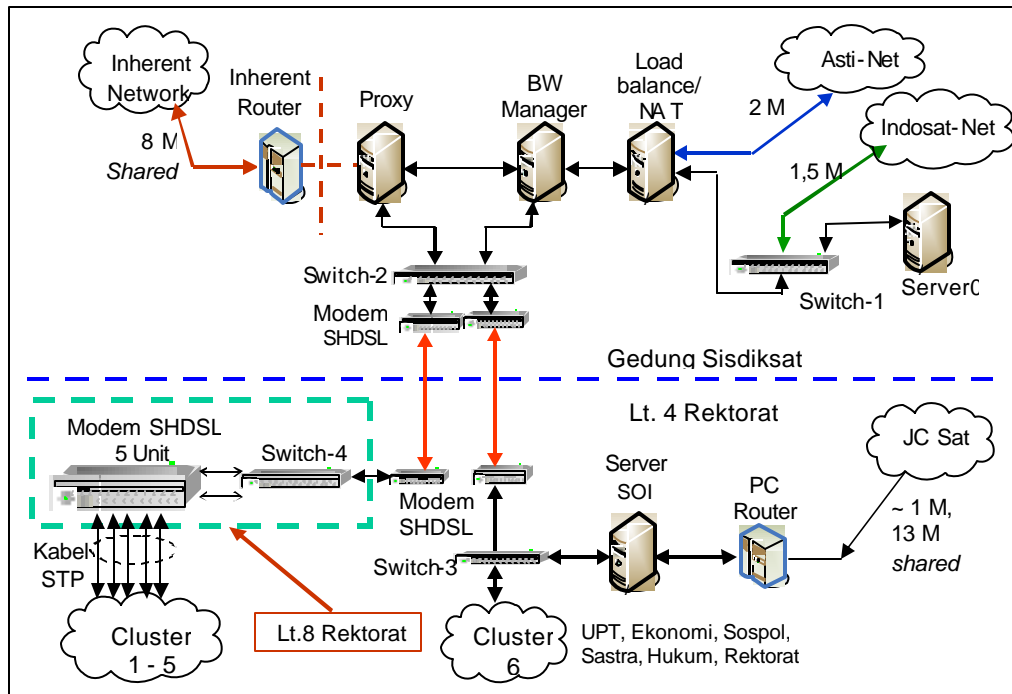 Inherent
Network
Inherent
Router
8 M
Shared
Proxy
BW
Manager
Load
balance/
NAT
Asti-Net
2 M
Indosat-Net
1,5 M
Switch-2
Modem
SHDSL
Switch-1
Server0
Gedung Sisdiksat
Lt. 4 Rektorat
Modem SHDSL
5 Unit
Switch-4
Modem
SHDSL
Server
SOI
PC
Router
JC Sat
~ 1 M,
13 M
shared
Kabel
STP
Switch-3
Cluster
1 - 5
Lt.8 Rektorat
Cluster
6
UPT, Ekonomi, Sospol,
Sastra, Hukum, Rektorat